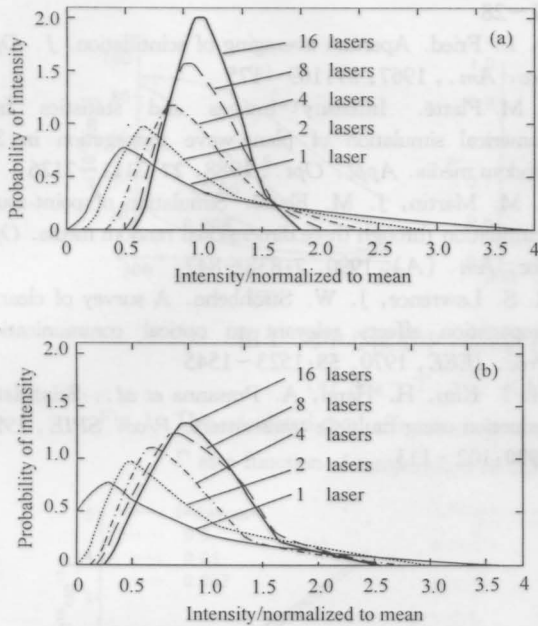 2.0
(a)
16 lasers
8 lasers
4 lasers
2 lasers
1 laser
Probability of intensity
1.5
1.0
0.5
0
0 0.5 1.0 1.5 2.0 2.5 3.0 3.5 4
Intensity/normalized to mean
2.0
(b)
16 lasers
8 lasers
4 lasers
2 lasers
1 laser
Probability of intensity
1.5
1.0
0.5
0
0 0.5 1.0 1.5 2.0 2.5 3.0 3.5 4
Intensity/normalized to mean